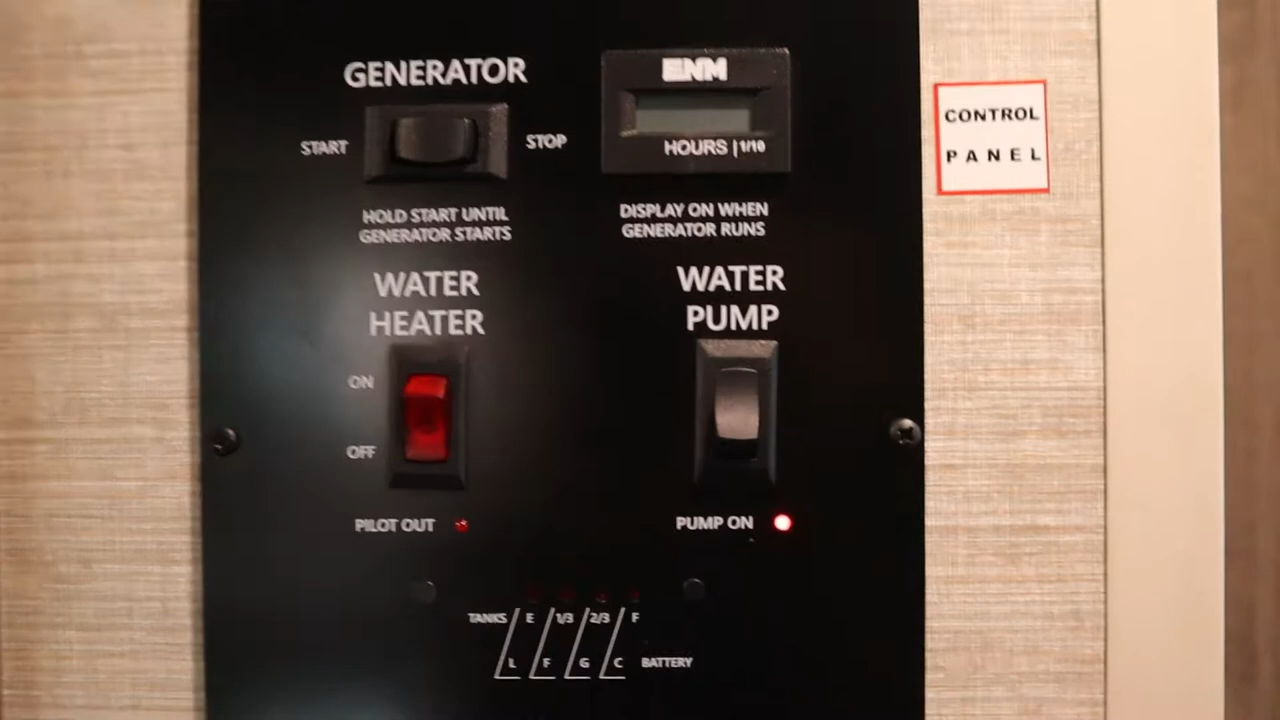 GENERATOR
START
STOP
HOLD START UNTIL
GENERATOR STARTS
ENM
HOURS | 1/10
DISPLAY ON WHEN
GENERATOR RUNS
CONTROL
PANEL
WATER
HEATER
ON
OFF
PILOT OUT
WATER
PUMP
PUMP ON
TANKS E 1/3 2/3 F
L F G C BATTERY